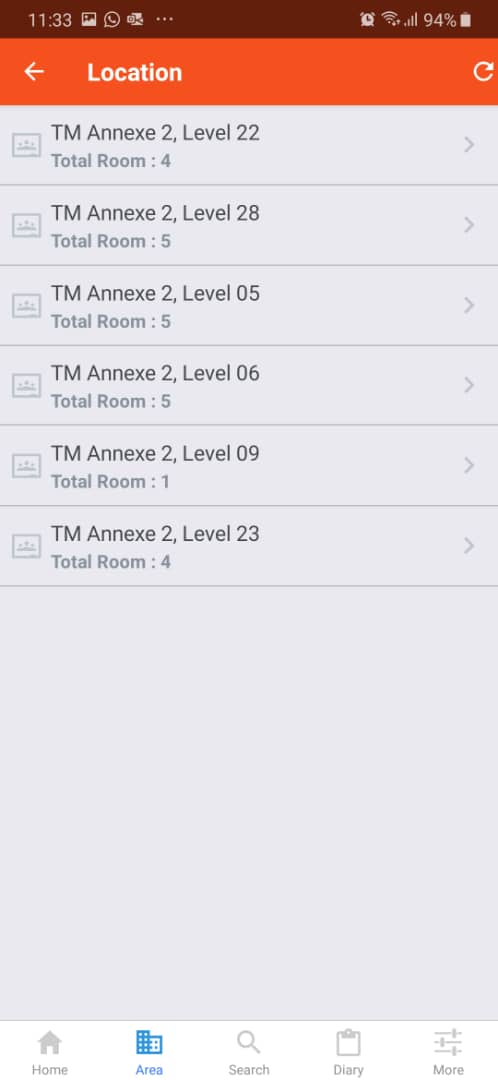 11:33
94%
Location
TM Annexe 2, Level 22
Total Room : 4
TM Annexe 2, Level 28
Total Room : 5
TM Annexe 2, Level 05
Total Room : 5
TM Annexe 2, Level 06
Total Room : 5
TM Annexe 2, Level 09
Total Room : 1
TM Annexe 2, Level 23
Total Room : 4
Home
Area
Search
Diary
More